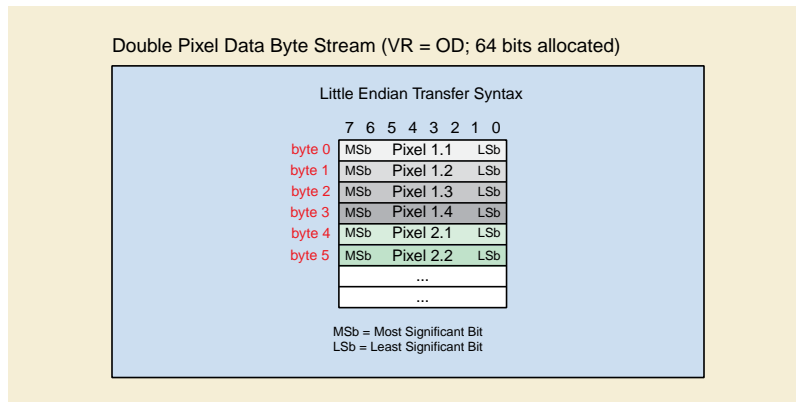 Double Pixel Data Byte Stream (VR = OD; 64 bits allocated)
Little Endian Transfer Syntax
7 6 5 4 3 2 1 0
byte 0 MSb Pixel 1.1 LSb
byte 1 MSb Pixel 1.2 LSb
byte 2 MSb Pixel 1.3 LSb
byte 3 MSb Pixel 1.4 LSb
byte 4 MSb Pixel 2.1 LSb
byte 5 MSb Pixel 2.2 LSb
...
...
MSb = Most Significant Bit
LSb = Least Significant Bit